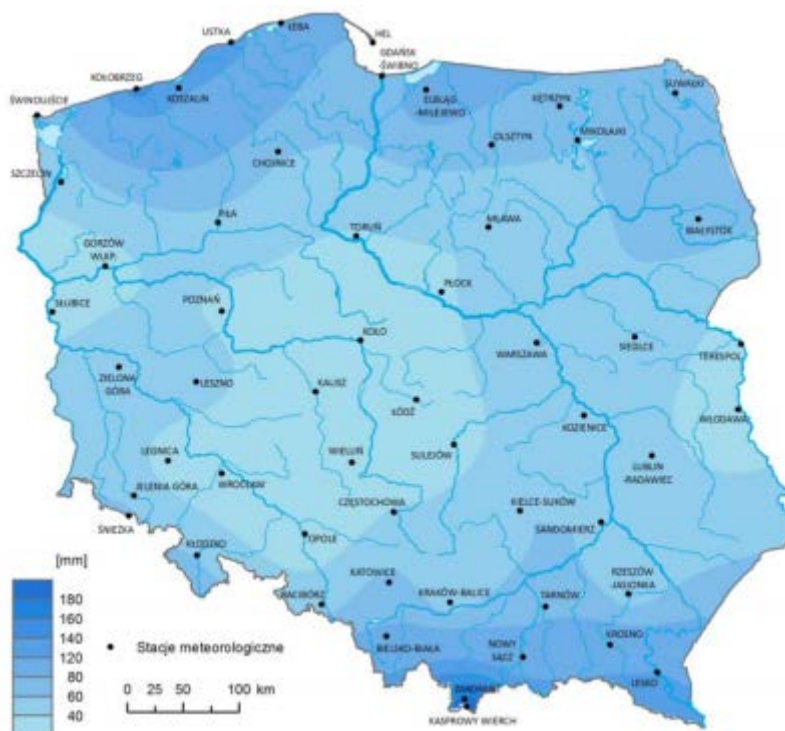 ŁEBA
USTKA
HEL
GDAŃSK
-ŚWIBNO
KOŁOBRZEG
KOSZALIN
ELBLĄG
-MILEJEWO
KĘTRZYN
SUWAŁKI
ŚWINOUJŚCIE
OLSZTYN
MIKOŁAJKI
CHOJNICE
SZCZECIN
PIŁA
TORUŃ
MŁAWA
BIAŁYSTOK
GORZÓW
WLKP.
SŁUBICE
POZNAŃ
PŁOCK
KOŁO
WARSZAWA
SIEDLCE
TERESPOL
ZIELONA
GÓRA
LESZNO
KALISZ
ŁÓDŹ
KOZIENICE
WŁODAWA
LEGNICA
WROCŁAW
WIELUŃ
SULEJÓW
LUBLIN
-RADAWIEC
JELENIA GÓRA
ŚNIEŻKA
CZĘSTOCHOWA
KIELCE-SUKÓW
SANDOMIERZ
KŁODZKO
OPOLE
[mm]
KATOWICE
RZESZÓW
JASIONKA
RACIBÓRZ
KRAKÓW-BALICE
TARNÓW
180
160
140
120
80
60
40
Stacje meteorologiczne
BIELSKO-BIAŁA
NOWY
SĄCZ
KROSNO
LESKO
0 25 50 100 km
KASPROWY WIERCH